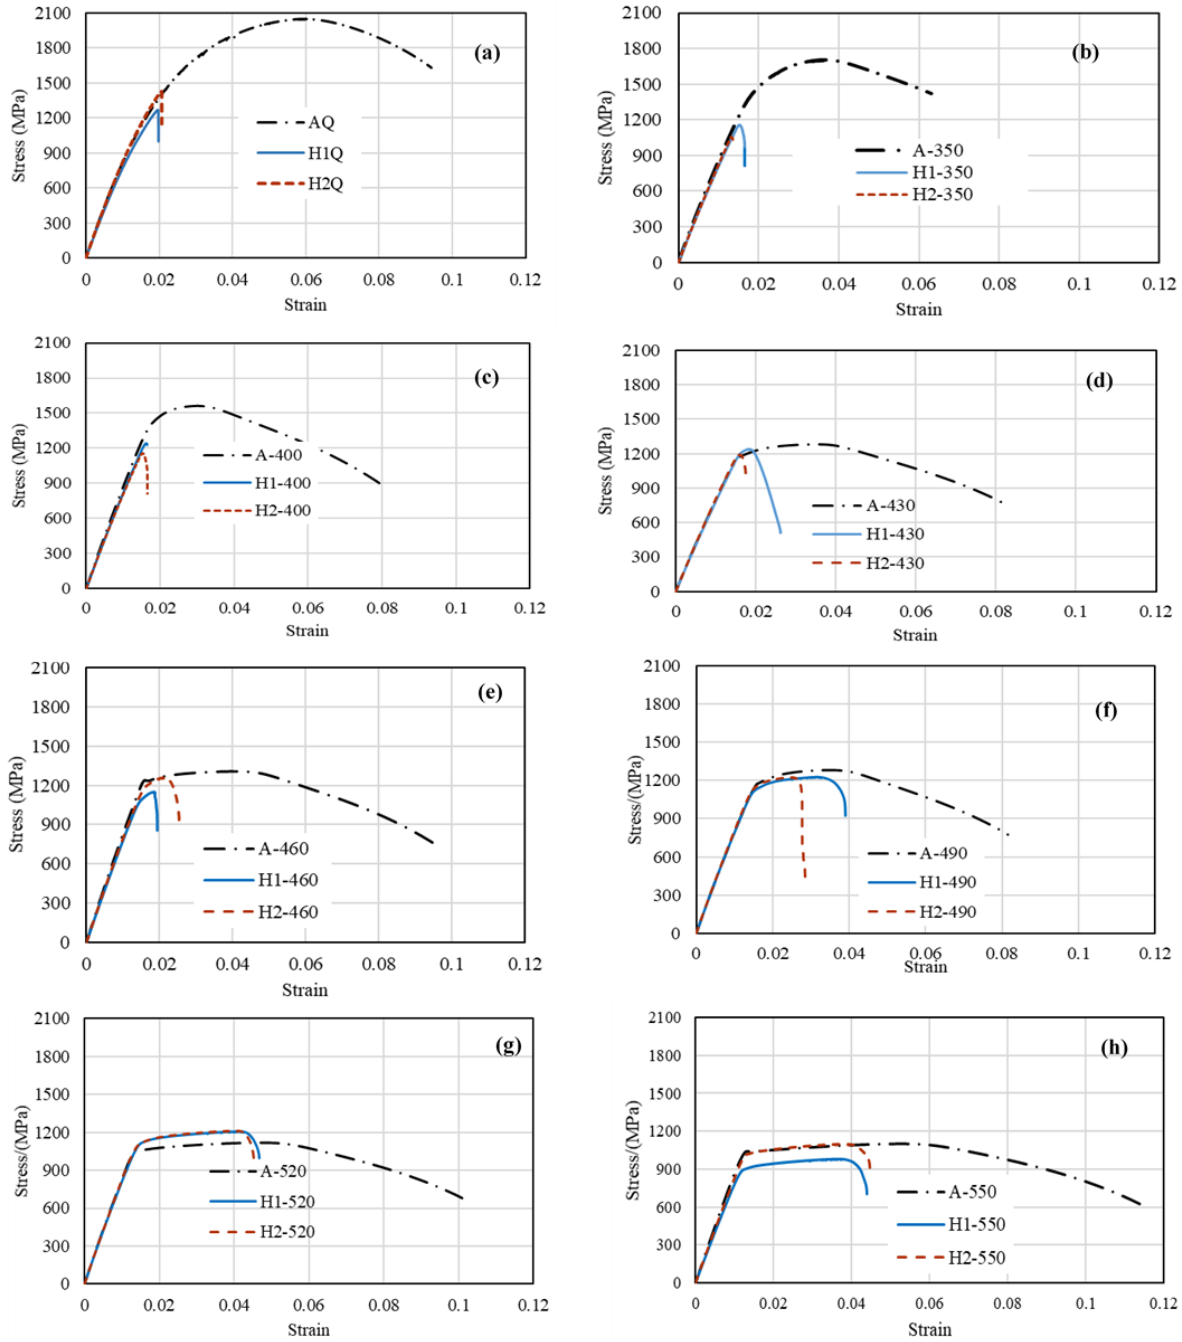 2100
1800
1500
1200
900
600
300
0
Stress (MPa)
(a)
AQ
H1Q
H2Q
0 0.02 0.04 0.06 0.08 0.1 0.12
Strain
2100
1800
1500
1200
900
600
300
0
Stress (MPa)
(b)
A-350
H1-350
H2-350
0 0.02 0.04 0.06 0.08 0.1 0.12
Strain
2100
1800
1500
1200
900
600
300
0
Stress (MPa)
(c)
A-400
H1-400
H2-400
0 0.02 0.04 0.06 0.08 0.1 0.12
Strain
2100
1800
1500
1200
900
600
300
0
Stress (MPa)
(d)
A-430
H1-430
H2-430
0 0.02 0.04 0.06 0.08 0.1 0.12
Strain
2100
1800
1500
1200
900
600
300
0
Stress (MPa)
(e)
A-460
H1-460
H2-460
0 0.02 0.04 0.06 0.08 0.1 0.12
Strain
2100
1800
1500
1200
900
600
300
0
Stress/(MPa)
(f)
A-490
H1-490
H2-490
0 0.02 0.04 0.06 0.08 0.1 0.12
Strain
2100
1800
1500
1200
900
600
300
0
Stress/(MPa)
(g)
A-520
H1-520
H2-520
0 0.02 0.04 0.06 0.08 0.1 0.12
Strain
2100
1800
1500
1200
900
600
300
0
Stress/(MPa)
(h)
A-550
H1-550
H2-550
0 0.02 0.04 0.06 0.08 0.1 0.12
Strain